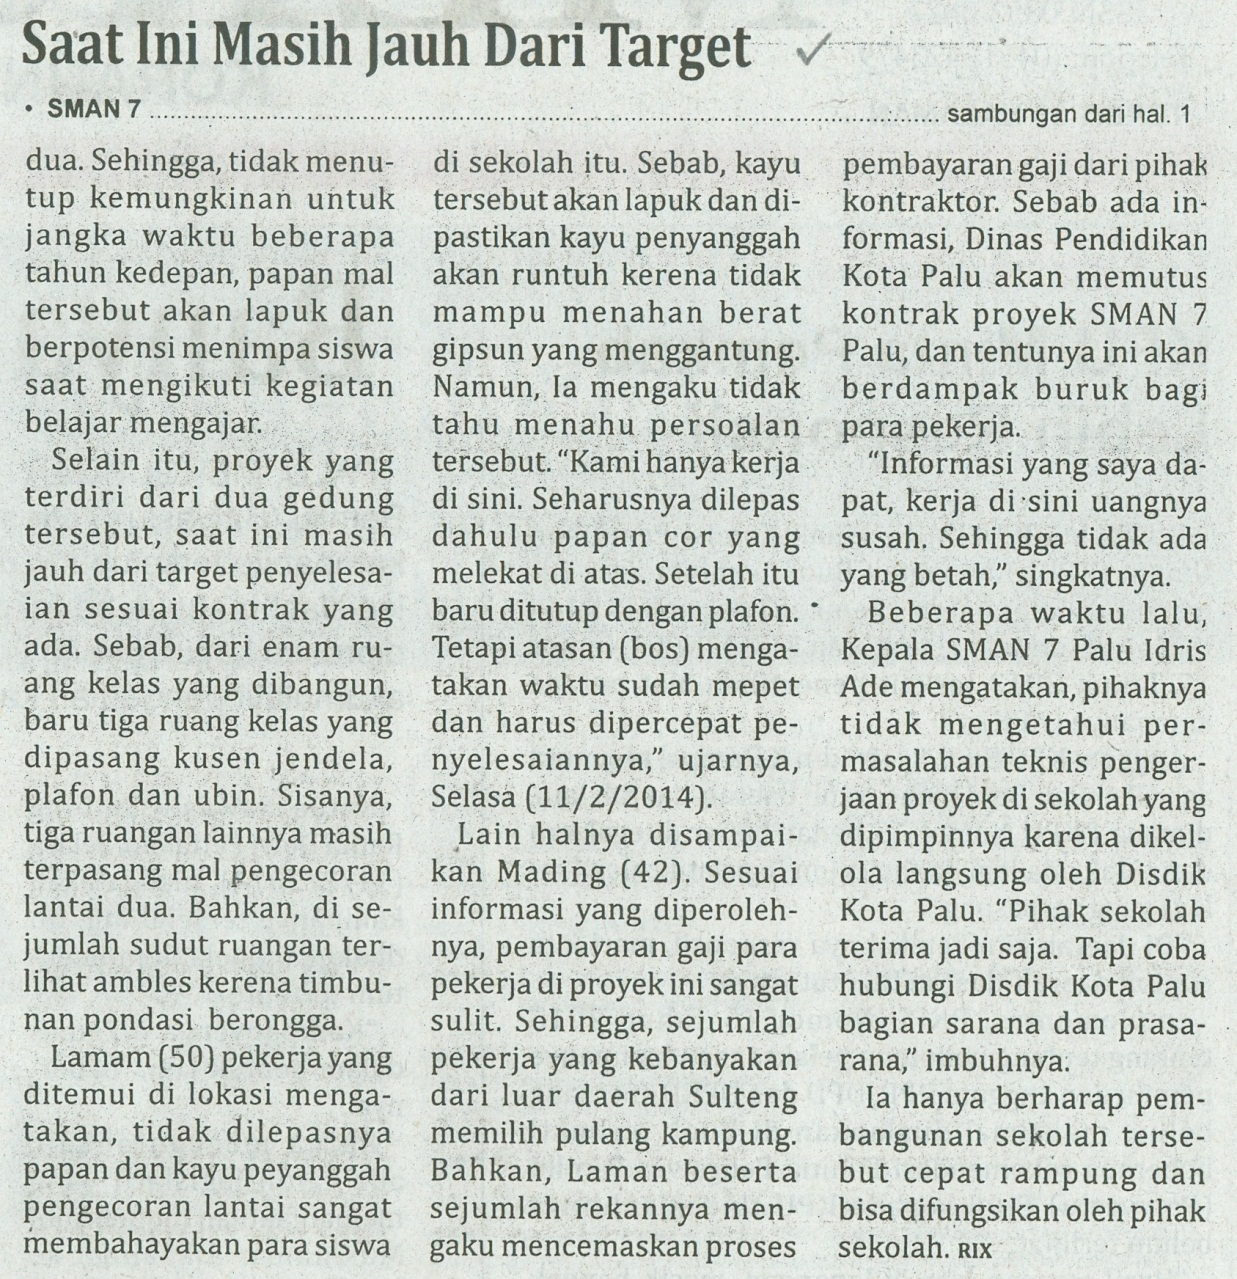 Saat Ini Masih Jauh Dari Target
• SMAN 7 ........ sambungan dari hal. 1
dua. Sehingga, tidak menu-
tup kemungkinan untuk
jangka waktu beberapa
tahun kedepan, papan mal
tersebut akan lapuk dan
berpotensi menimpa siswa
saat mengikuti kegiatan
belajar mengajar.
Selain itu, proyek yang
terdiri dari dua gedung
tersebut, saat ini masih
jauh dari target penyelesa-
ian sesuai kontrak yang
ada. Sebab, dari enam ru-
ang kelas yang dibangun,
baru tiga ruang kelas yang
dipasang kusen jendela,
plafon dan ubin. Sisanya,
tiga ruangan lainnya masih
terpasang mal pengecoran
lantai dua. Bahkan, di se-
jumlah sudut ruangan ter-
lihat ambles kerena timbu-
nan pondasi berongga.
Lamam (50) pekerja yang
ditemui di lokasi menga-
takan, tidak dilepasnya
papan dan kayu peyanggah
pengecoran lantai sangat
membahayakan para siswa
di sekolah itu. Sebab, kayu
tersebut akan lapuk dan di-
pastikan kayu penyanggah
akan runtuh kerena tidak
mampu menahan berat
gipsun yang menggantung.
Namun, Ia mengaku tidak
tahu menahu persoalan
tersebut. “Kami hanya kerja
di sini. Seharusnya dilepas
dahulu papan cor yang
melekat di atas. Setelah itu
baru ditutup dengan plafon.
Tetapi atasan (bos) menga-
takan waktu sudah mepet
dan harus dipercepat pe-
nyelesaiannya,” ujarnya,
Selasa (11/2/2014).
Lain halnya disampai-
kan Mading (42). Sesuai
informasi yang diperoleh-
nya, pembayaran gaji para
pekerja di proyek ini sangat
sulit. Sehingga, sejumlah
pekerja yang kebanyakan
dari luar daerah Sulteng
memilih pulang kampung.
Bahkan, Laman beserta
sejumlah rekannya men-
gaku mencemaskan proses
pembayaran gaji dari pihak
kontraktor. Sebab ada in-
formasi, Dinas Pendidikan
Kota Palu akan memutus
kontrak proyek SMAN 7
Palu, dan tentunya ini akan
berdampak buruk bagi
para pekerja.
“Informasi yang saya da-
pat, kerja di sini uangnya
susah. Sehingga tidak ada
yang betah,” singkatnya.
Beberapa waktu lalu,
Kepala SMAN 7 Palu Idris
Ade mengatakan, pihaknya
tidak mengetahui per-
masalahan teknis penger-
jaan proyek di sekolah yang
dipimpinnya karena dikel-
ola langsung oleh Disdik
Kota Palu. “Pihak sekolah
terima jadi saja. Tapi coba
hubungi Disdik Kota Palu
bagian sarana dan prasa-
rana,” imbuhnya.
Ia hanya berharap pem-
bangunan sekolah terse-
but cepat rampung dan
bisa difungsikan oleh pihak
sekolah. RIX